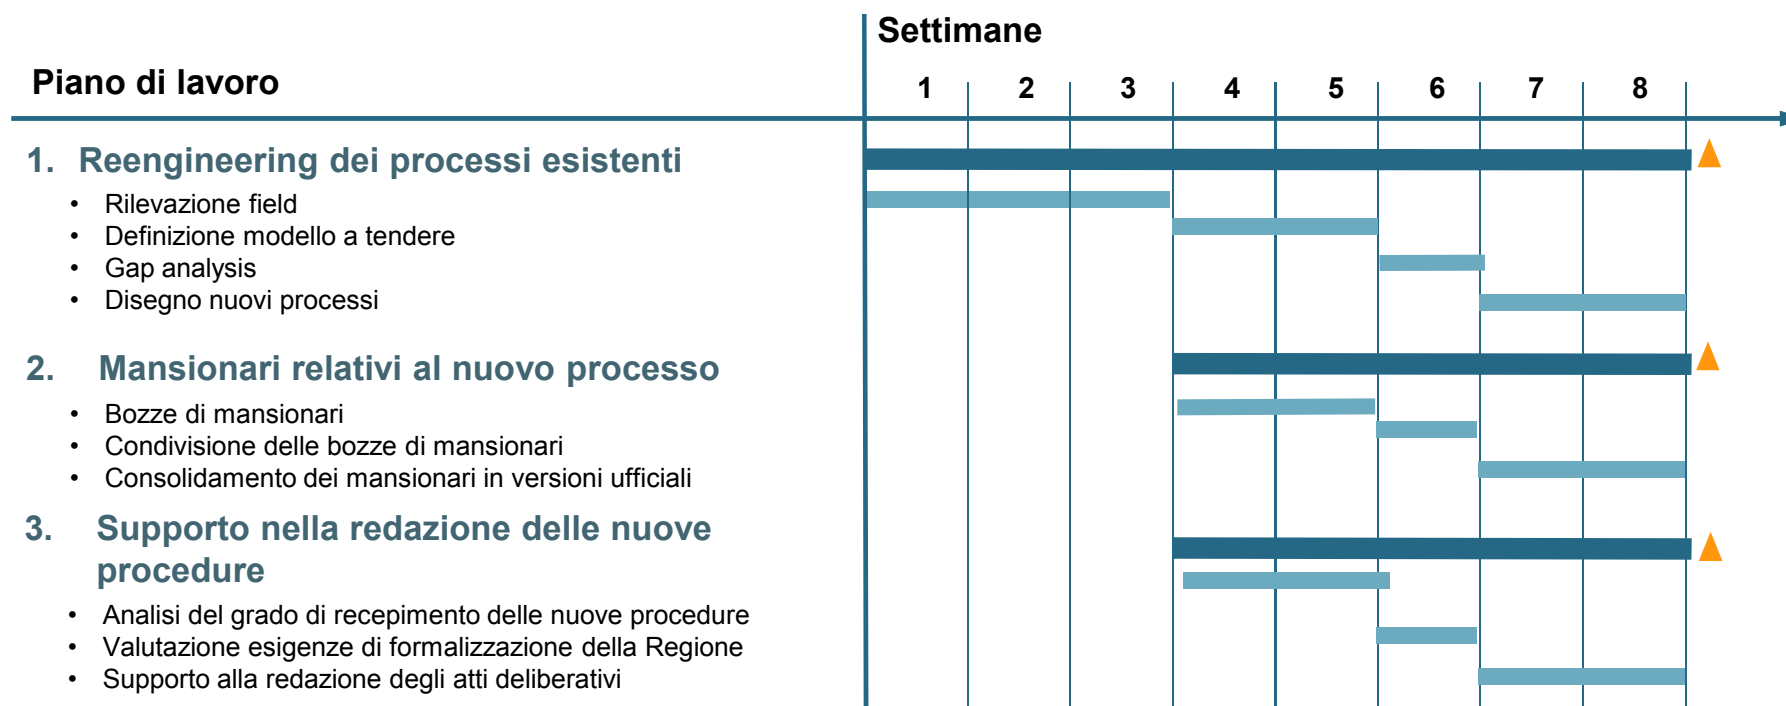 Settimane
Piano di lavoro
1 2 3 4 5 6 7 8
1. Reengineering dei processi esistenti
• Rilevazione field
• Definizione modello a tendere
• Gap analysis
• Disegno nuovi processi
2. Mansionari relativi al nuovo processo
• Bozze di mansionari
• Condivisione delle bozze di mansionari
• Consolidamento dei mansionari in versioni ufficiali
3. Supporto nella redazione delle nuove
procedure
• Analisi del grado di recepimento delle nuove procedure
• Valutazione esigenze di formalizzazione della Regione
• Supporto alla redazione degli atti deliberativi